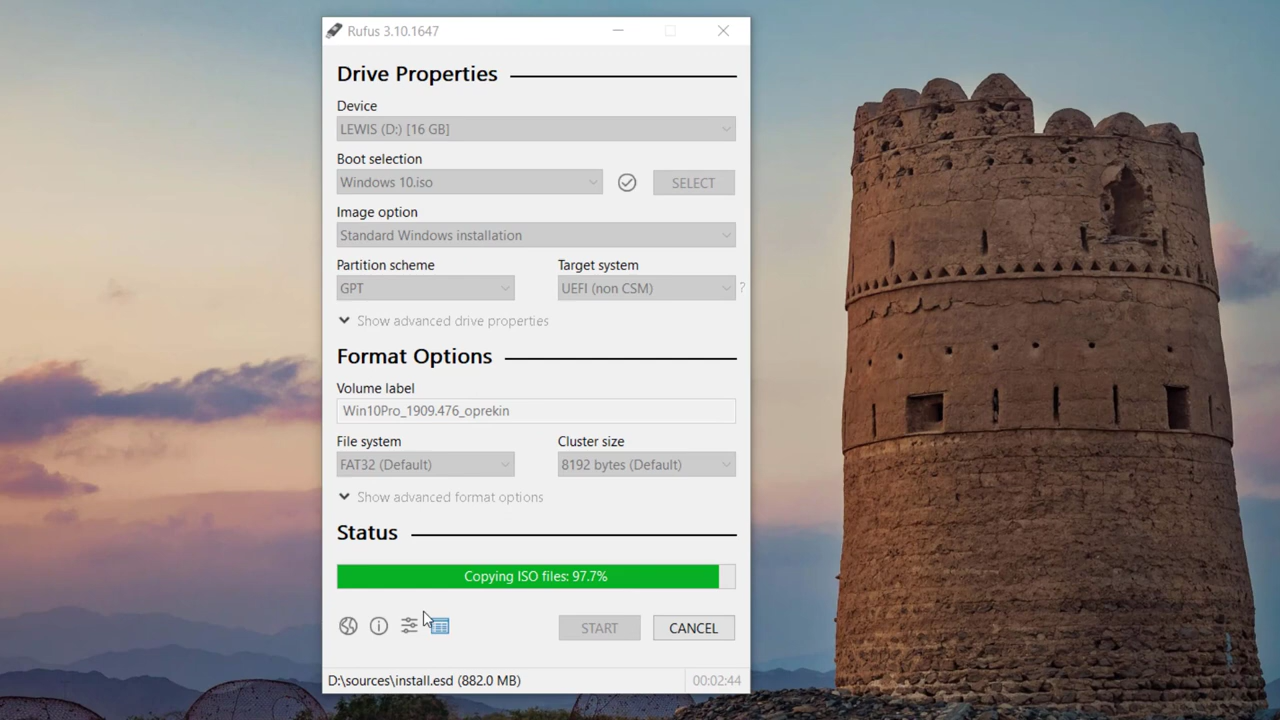 Rufus 3.10.1647
Drive Properties
Device
LEWIS (D:) [16 GB]
Boot selection
Windows 10.iso
SELECT
Image option
Standard Windows installation
Partition scheme
Target system
GPT
UEFI (non CSM)
?
Show advanced drive properties
Format Options
Volume label
Win10Pro_1909.476_oprekin
File system
Cluster size
FAT32 (Default)
8192 bytes (Default)
Show advanced format options
Status
Copying ISO files: 97.7%
START
CANCEL
D:\sources\install.esd (882.0 MB)
00:02:44